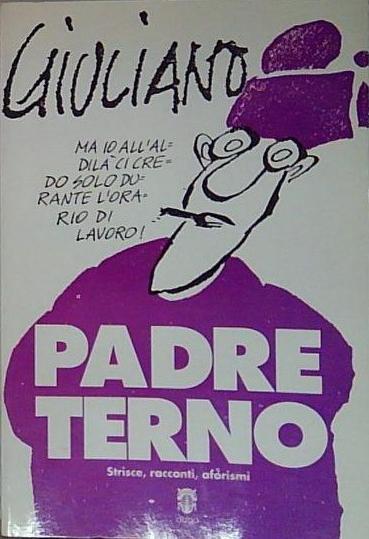 GIULIANO
MA IO ALL'AL=
DILÀ CI CRE=
DO SOLO DU=
RANTE L'ORA=
RIO DI
LAVORO!
PADRE
TERNO
Strisce, racconti, aforismi